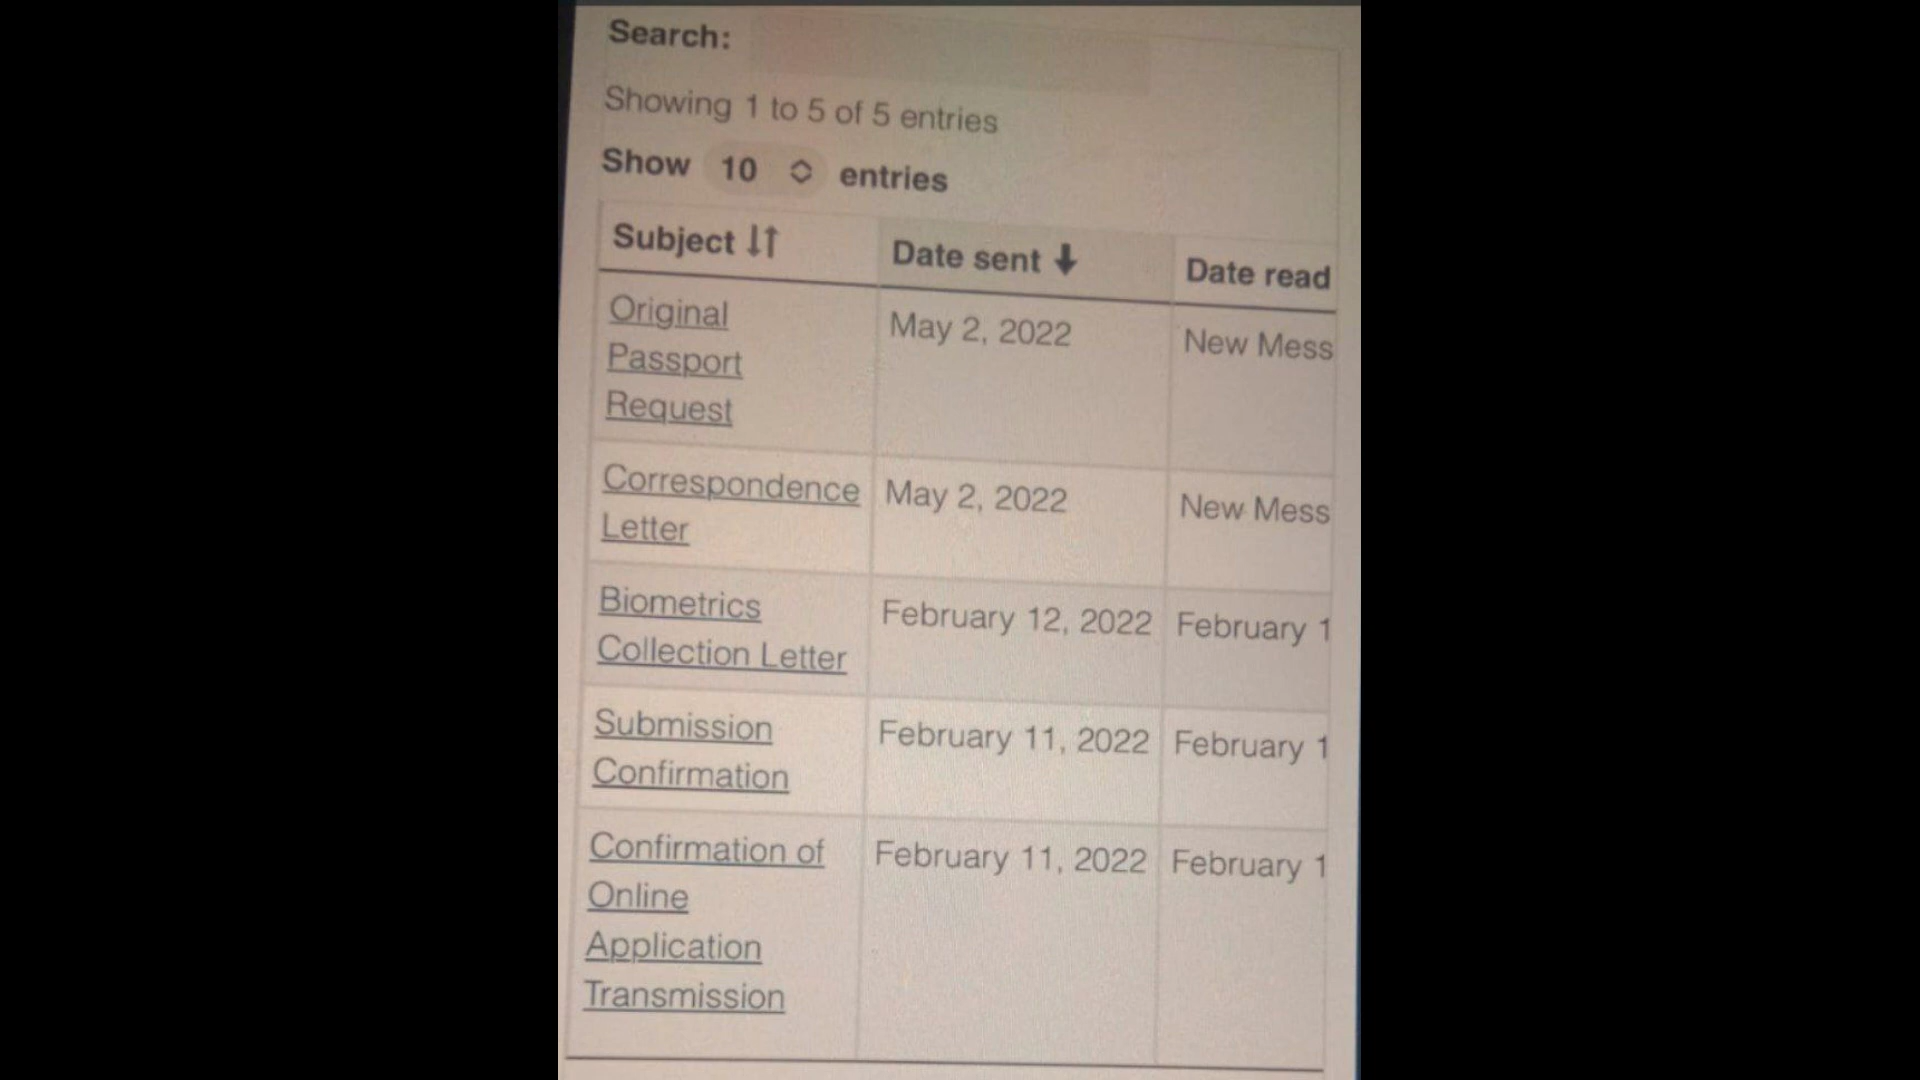 Search:
Showing 1 to 5 of 5 entries
Show 10 entries
Subject Date sent Date read
Original May 2, 2022 New Mess
Passport
Request
Correspondence May 2, 2022 New Mess
Letter
Biometrics February 12, 2022 February 1
Collection Letter
Submission February 11, 2022 February 1
Confirmation
Confirmation of February 11, 2022 February 1
Online
Application
Transmission